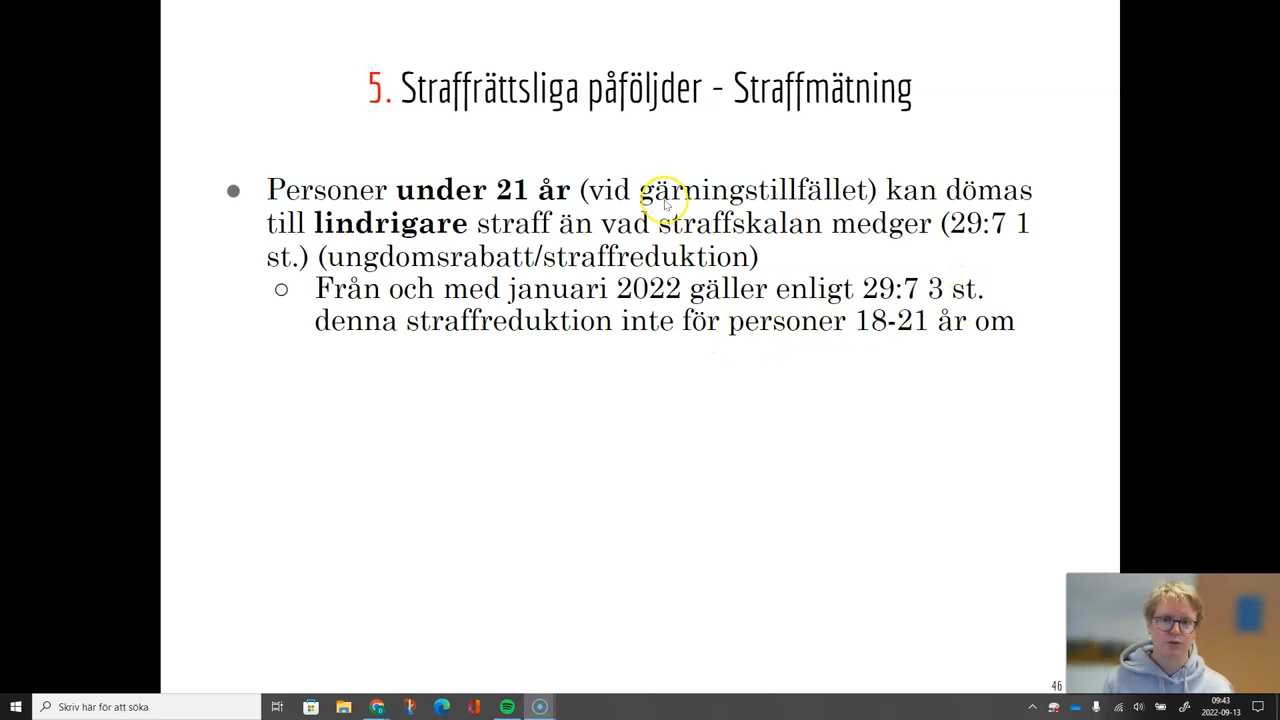 5. Straffrättsliga påföljder - Straffmätning
● Personer under 21 år (vid gärningstillfället) kan dömas
till lindrigare straff än vad straffskalan medger (29:7 1
st.) (ungdomsrabatt/straffreduktion)
○ Från och med januari 2022 gäller enligt 29:7 3 st.
denna straffreduktion inte för personer 18-21 år om
46
Skriv här för att söka
09:43
2022-09-13